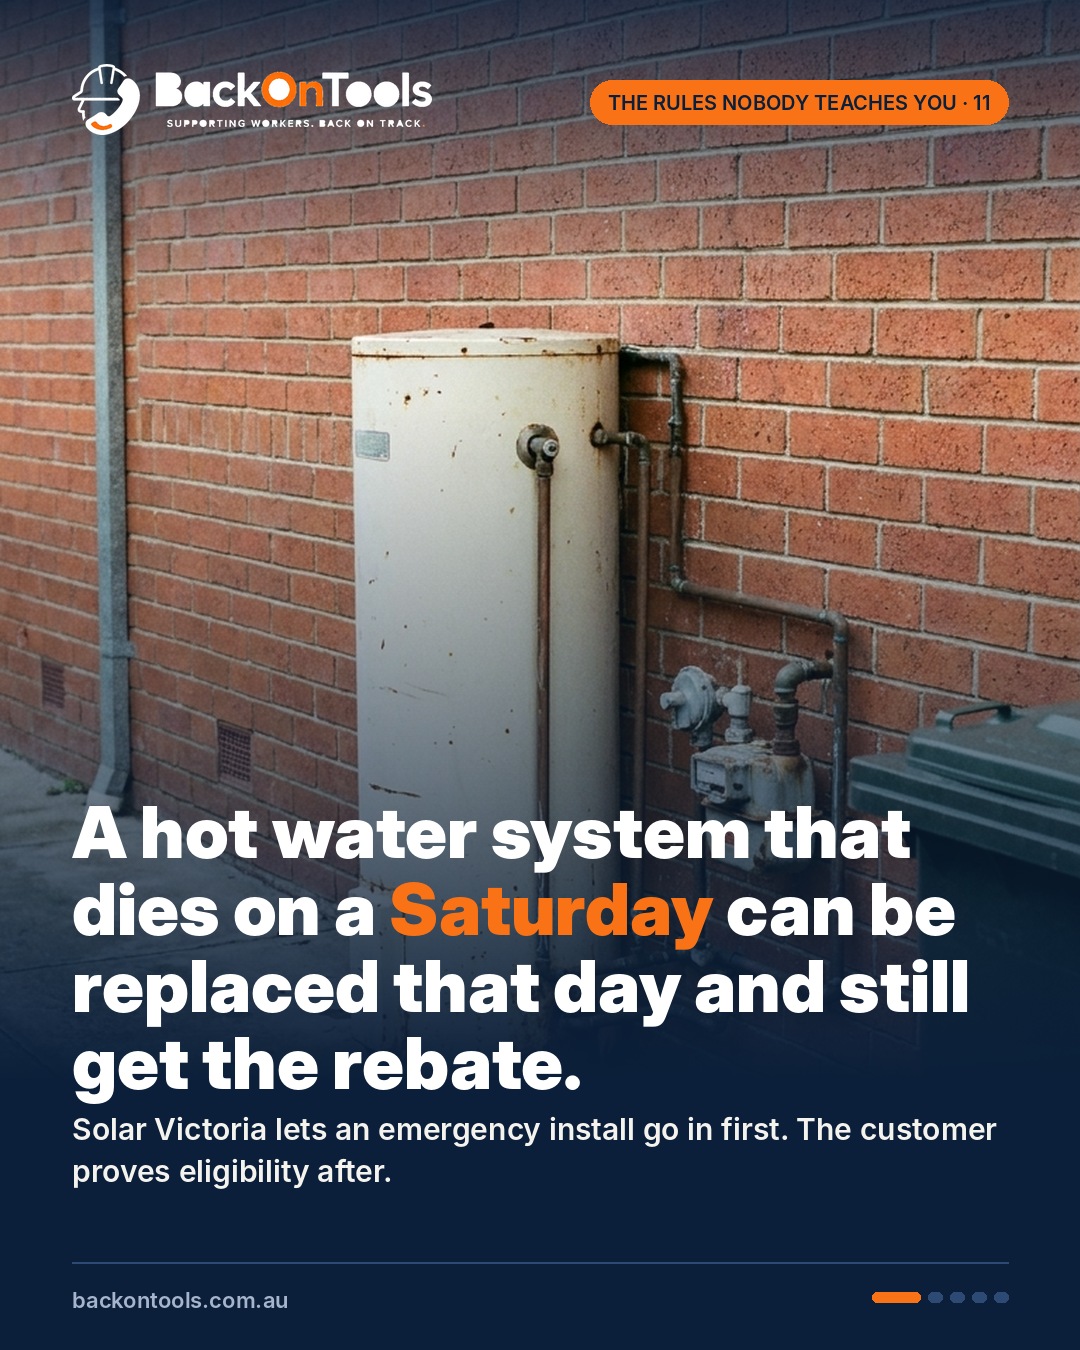 BackOnTools
SUPPORTING WORKERS. BACK ON TRACK.
THE RULES NOBODY TEACHES YOU · 11
A hot water system that
dies on a Saturday can be
replaced that day and still
get the rebate.
Solar Victoria lets an emergency install go in first. The customer
proves eligibility after.
backontools.com.au